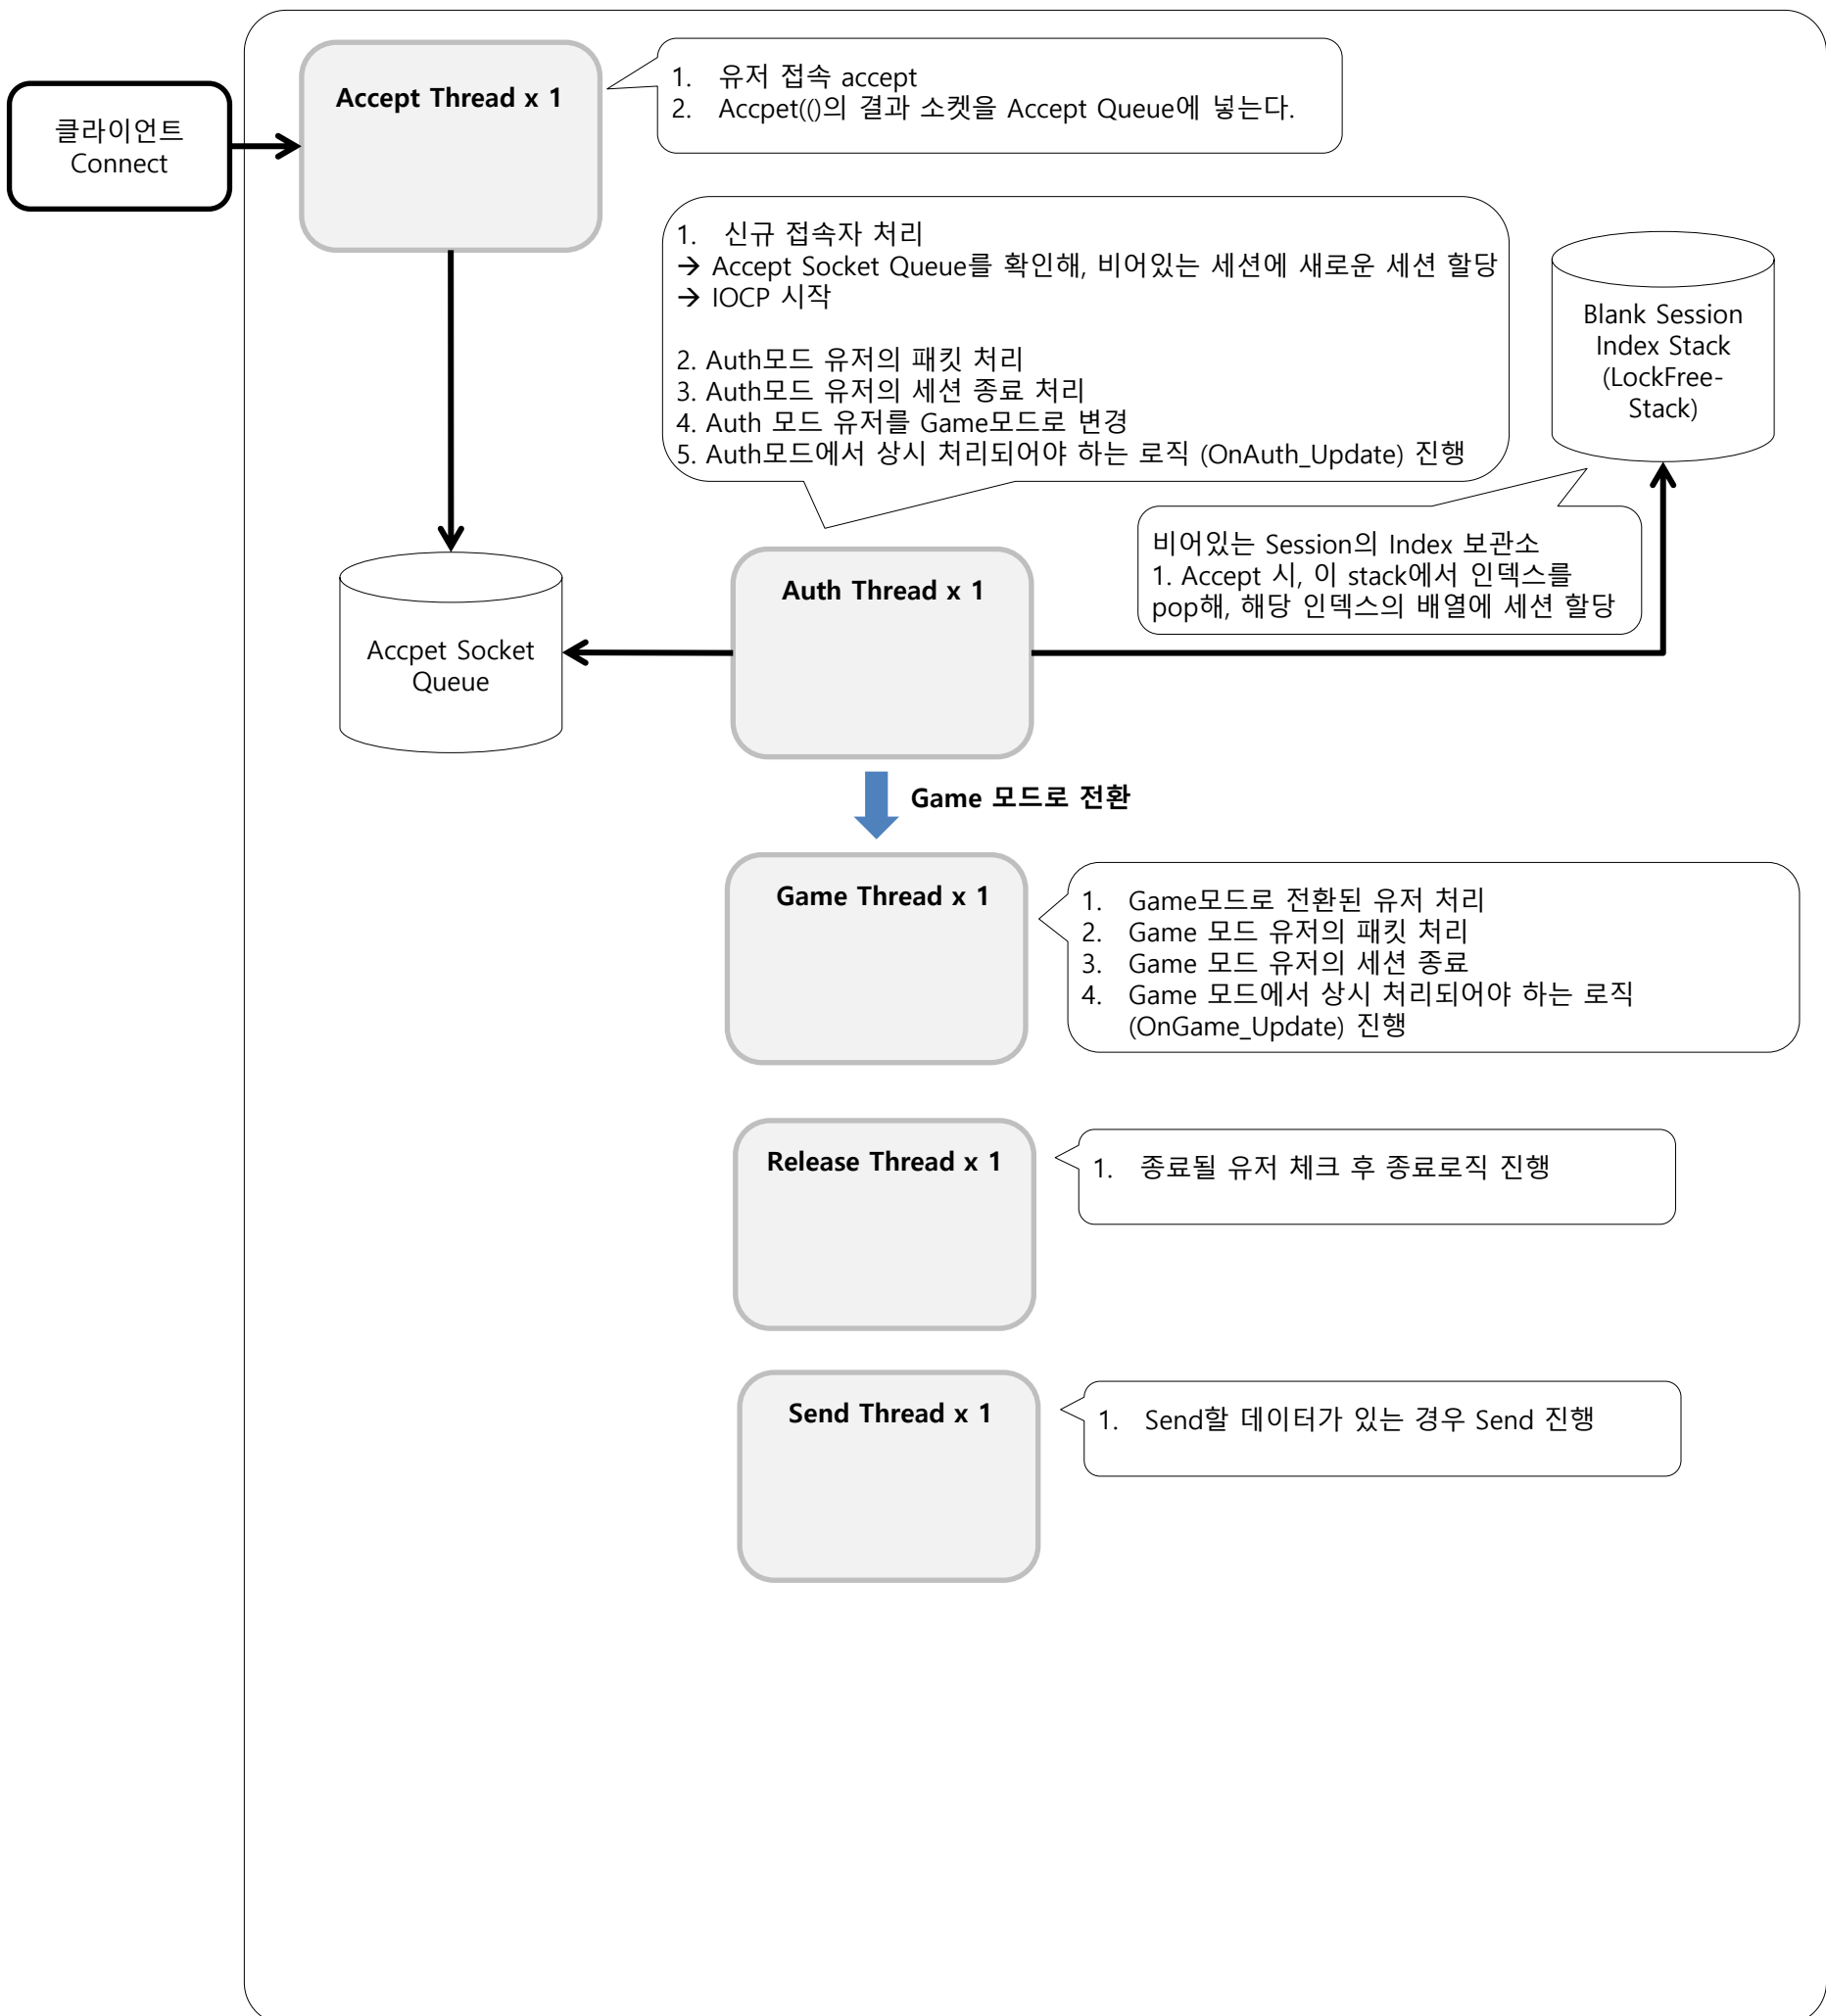 클라이언트
Connect
Accept Thread x 1
1. 유저 접속 accept
2. Accpet(()의 결과 소켓을 Accept Queue에 넣는다.
1. 신규 접속자 처리
→ Accept Socket Queue를 확인해, 비어있는 세션에 새로운 세션 할당
→ IOCP 시작
2. Auth모드 유저의 패킷 처리
3. Auth모드 유저의 세션 종료 처리
4. Auth 모드 유저를 Game모드로 변경
5. Auth모드에서 상시 처리되어야 하는 로직 (OnAuth_Update) 진행
Blank Session
Index Stack
(LockFree-
Stack)
비어있는 Session의 Index 보관소
1. Accept 시, 이 stack에서 인덱스를
pop해, 해당 인덱스의 배열에 세션 할당
Accpet Socket
Queue
Auth Thread x 1
Game 모드로 전환
Game Thread x 1
1. Game모드로 전환된 유저 처리
2. Game 모드 유저의 패킷 처리
3. Game 모드 유저의 세션 종료
4. Game 모드에서 상시 처리되어야 하는 로직
(OnGame_Update) 진행
Release Thread x 1
1. 종료될 유저 체크 후 종료로직 진행
Send Thread x 1
1. Send할 데이터가 있는 경우 Send 진행